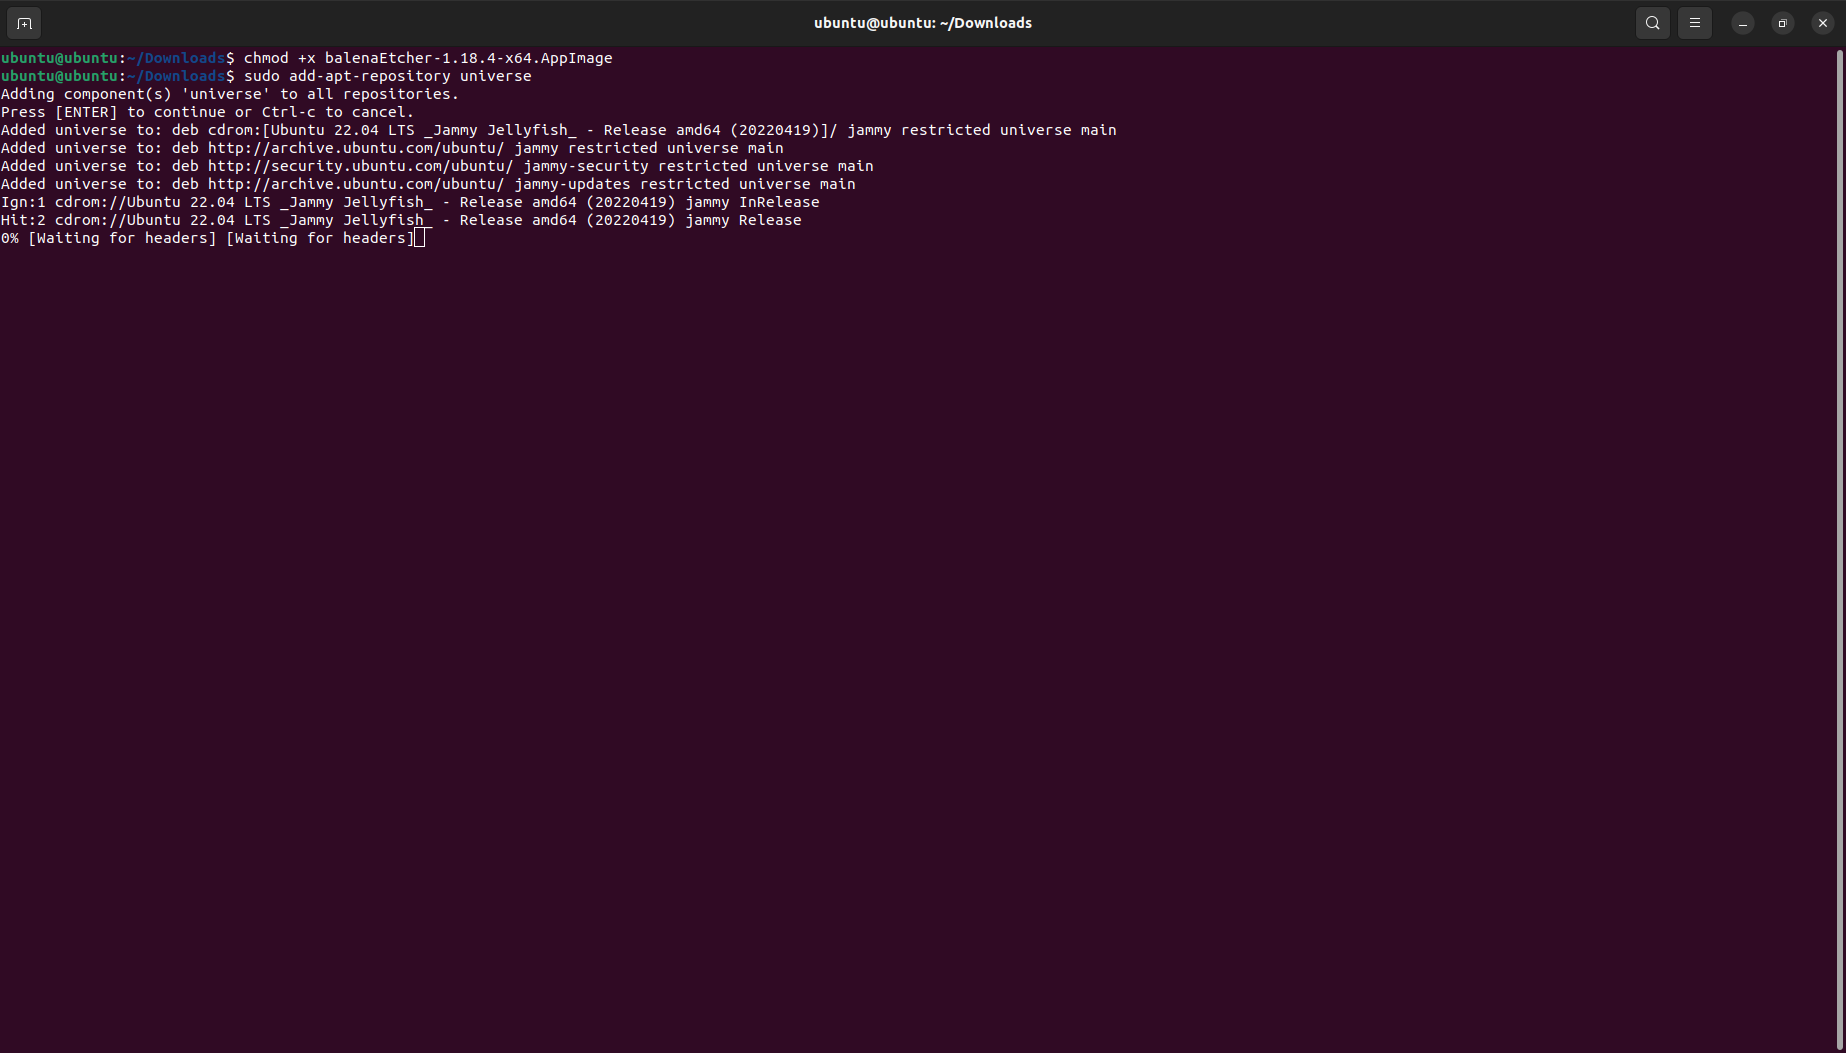 ubuntu@ubuntu: ~/Downloads
ubuntu@ubuntu:~/Downloads$ chmod +x balenaEtcher-1.18.4-x64.AppImage
ubuntu@ubuntu:~/Downloads$ sudo add-apt-repository universe
Adding component(s) 'universe' to all repositories.
Press [ENTER] to continue or Ctrl-c to cancel.
Added universe to: deb cdrom:[Ubuntu 22.04 LTS _Jammy Jellyfish_ - Release amd64 (20220419)]/ jammy restricted universe main
Added universe to: deb http://archive.ubuntu.com/ubuntu/ jammy restricted universe main
Added universe to: deb http://security.ubuntu.com/ubuntu/ jammy-security restricted universe main
Added universe to: deb http://archive.ubuntu.com/ubuntu/ jammy-updates restricted universe main
Ign:1 cdrom://Ubuntu 22.04 LTS _Jammy Jellyfish_ - Release amd64 (20220419) jammy InRelease
Hit:2 cdrom://Ubuntu 22.04 LTS _Jammy Jellyfish_ - Release amd64 (20220419) jammy Release
0% [Waiting for headers] [Waiting for headers]